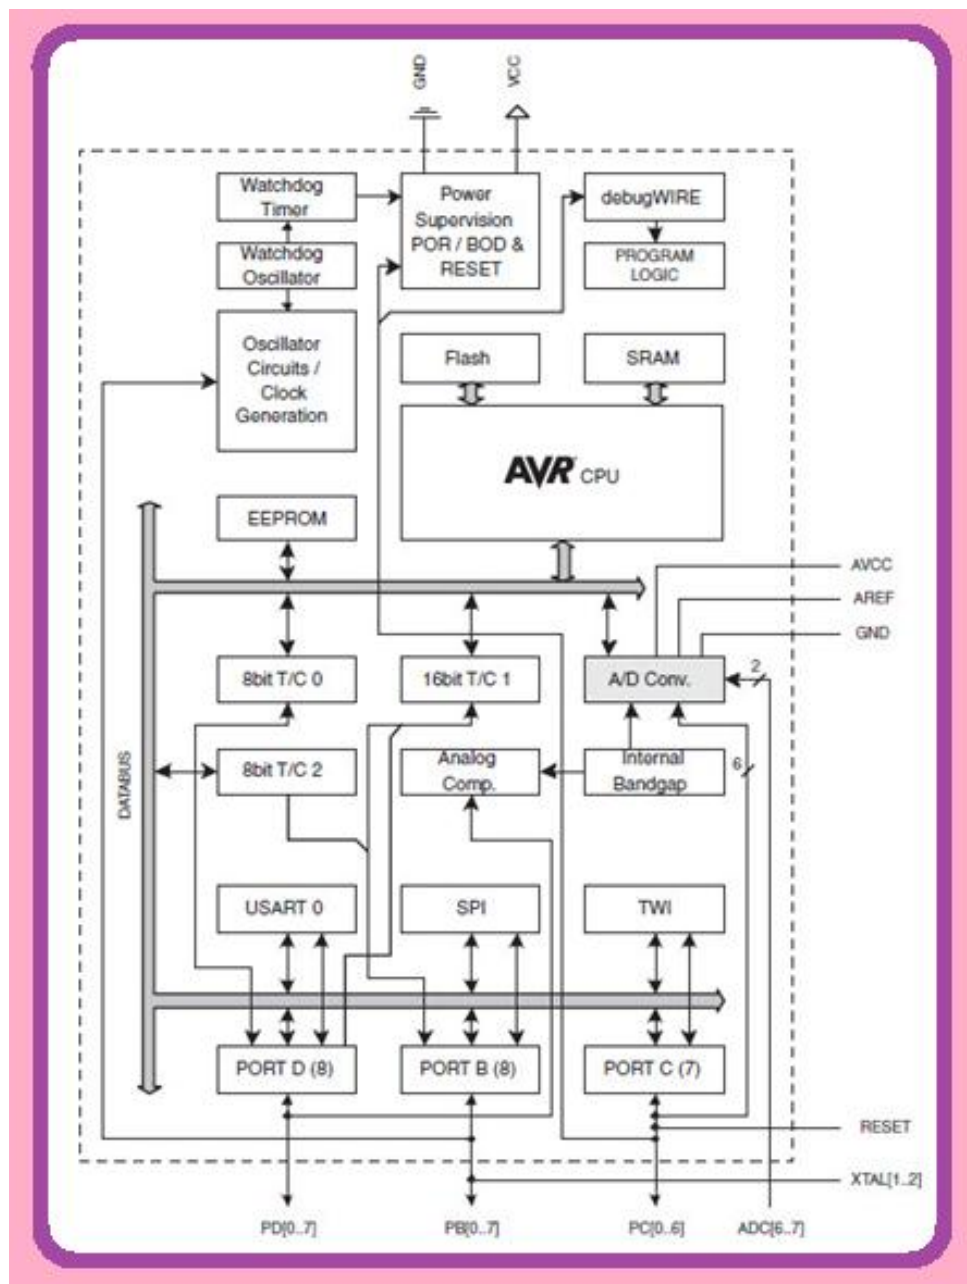 GND
VCC
Watchdog
Timer
Power
Supervision
POR / BOD &
RESET
debugWIRE
Watchdog
Oscillator
PROGRAM
LOGIC
Oscillator
Circuits /
Clock
Generation
Flash
SRAM
AVR CPU
EEPROM
AVCC
AREF
GND
8bit T/C 0
16bit T/C 1
A/D Conv.
2
DATABUS
8bit T/C 2
Analog
Comp.
Internal
Bandgap
6
USART 0
SPI
TWI
PORT D (8)
PORT B (8)
PORT C (7)
RESET
XTAL[1..2]
PD[0..7]
PB[0..7]
PC[0..6]
ADC[6..7]